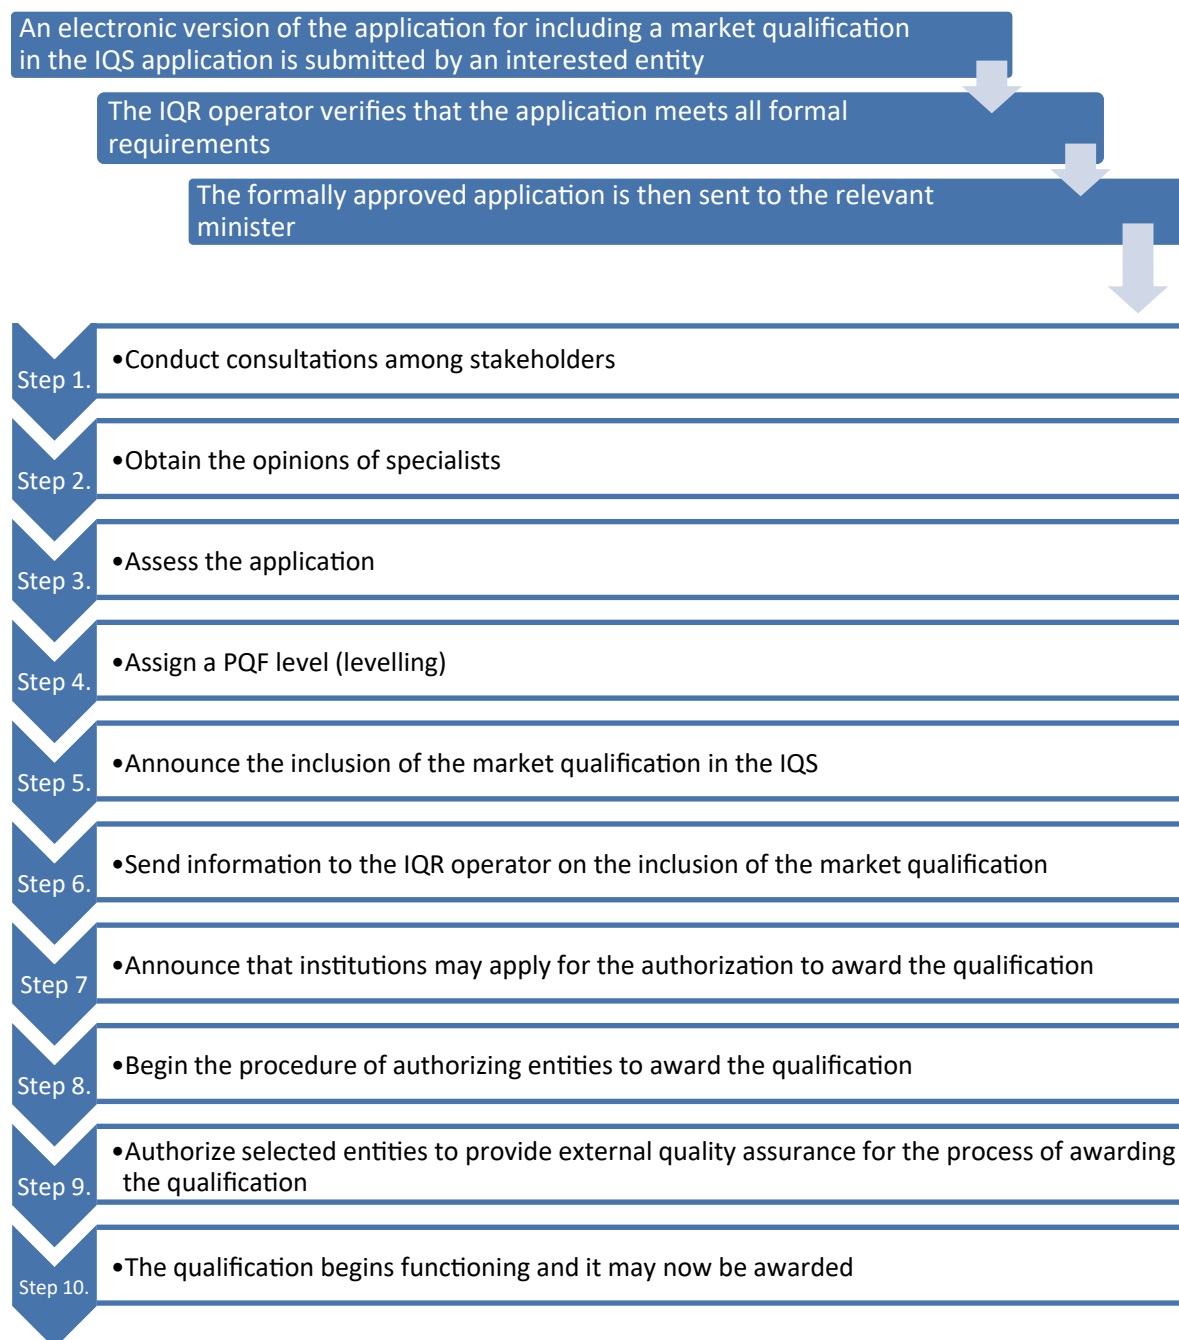 An electronic version of the application for including a market qualification
in the IQS application is submitted by an interested entity
The IQR operator verifies that the application meets all formal
requirements
The formally approved application is then sent to the relevant
minister
Step 1.
•Conduct consultations among stakeholders
Step 2.
•Obtain the opinions of specialists
Step 3.
•Assess the application
Step 4.
•Assign a PQF level (levelling)
Step 5.
•Announce the inclusion of the market qualification in the IQS
Step 6.
•Send information to the IQR operator on the inclusion of the market qualification
Step 7
•Announce that institutions may apply for the authorization to award the qualification
Step 8.
•Begin the procedure of authorizing entities to award the qualification
Step 9.
•Authorize selected entities to provide external quality assurance for the process of awarding
the qualification
Step 10.
•The qualification begins functioning and it may now be awarded